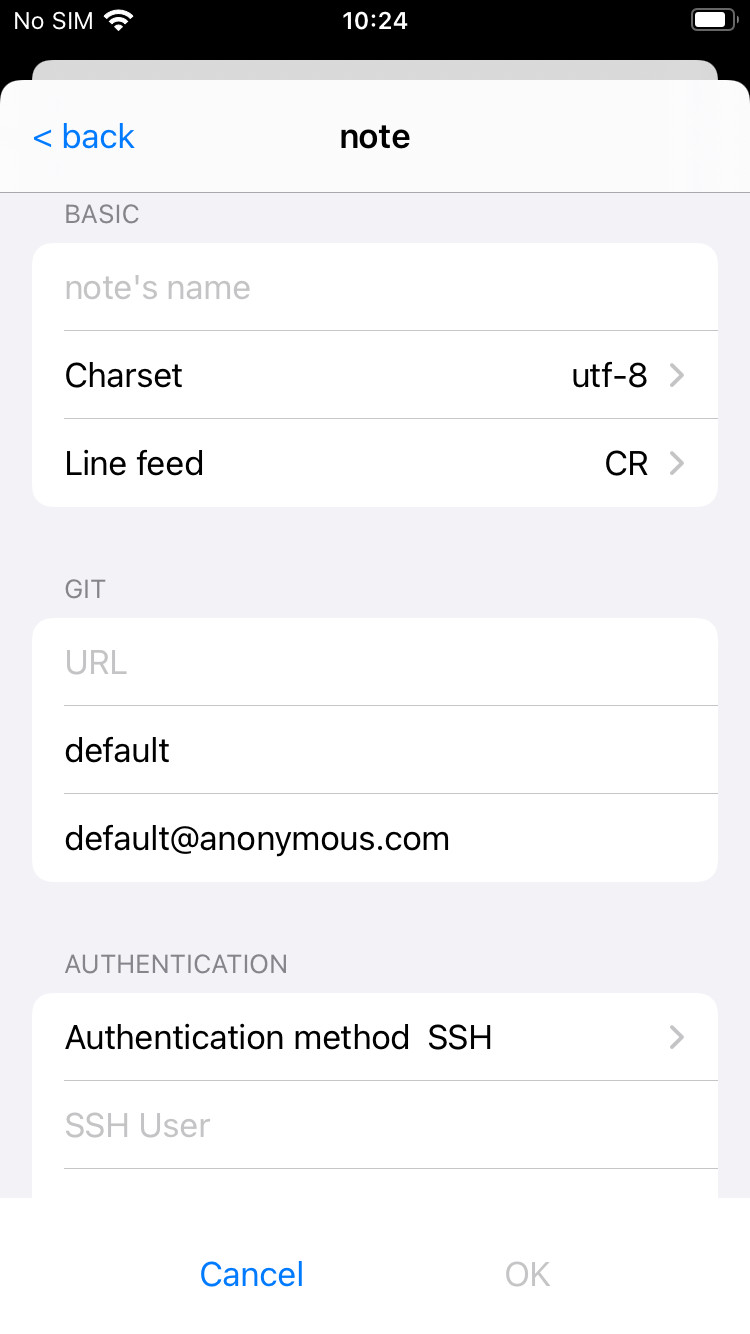 No SIM 10:24
< back note
BASIC
note's name
Charset utf-8
Line feed CR
GIT
URL
default
default@anonymous.com
AUTHENTICATION
Authentication method SSH
SSH User
Cancel OK